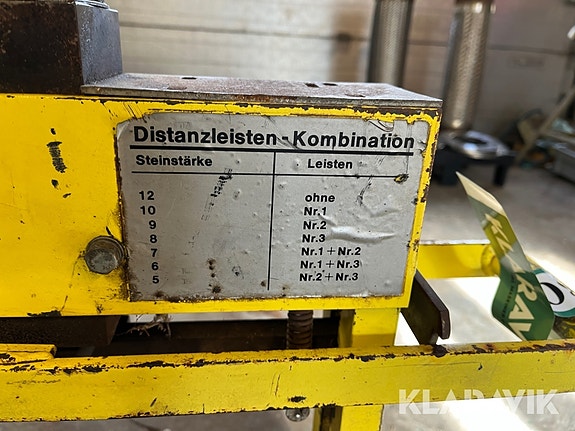 Distanzleisten - Kombination
Steinstärke Leisten
12 ohne
10 Nr.1
9 Nr.2
8 Nr.3
7 Nr.1 + Nr.2
6 Nr.1 + Nr.3
5 Nr.2 + Nr.3
KLARAVIK